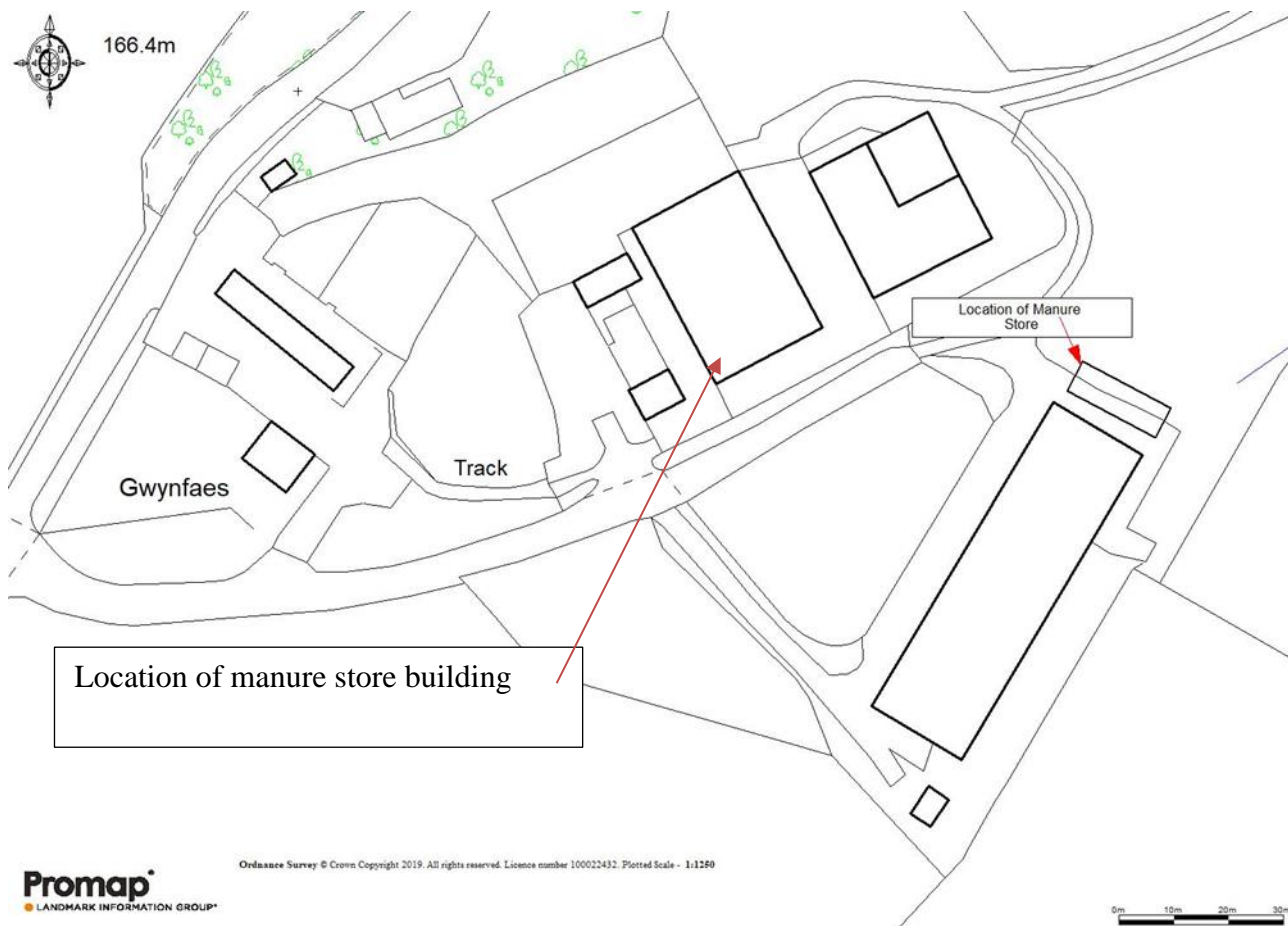 166.4m
Location of Manure
Store
Track
Gwynfaes
Location of manure store building
Ordnance Survey © Crown Copyright 2019. All rights reserved. Licence number 100022432. Plotted Scale - 1:1250
Promap
LANDMARK INFORMATION GROUP
0m 10m 20m 30m